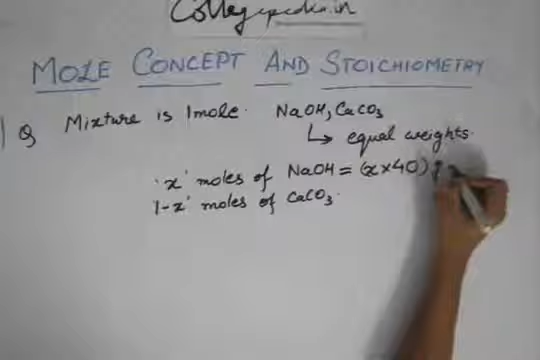 Collegepedia.in
MOLE CONCEPT AND STOICHIOMETRY
Q Mixture is 1mole. NaOH, CaCO3
↳ equal weights.
'x' moles of NaOH = (x×40)
1-x' moles of CaCO3.